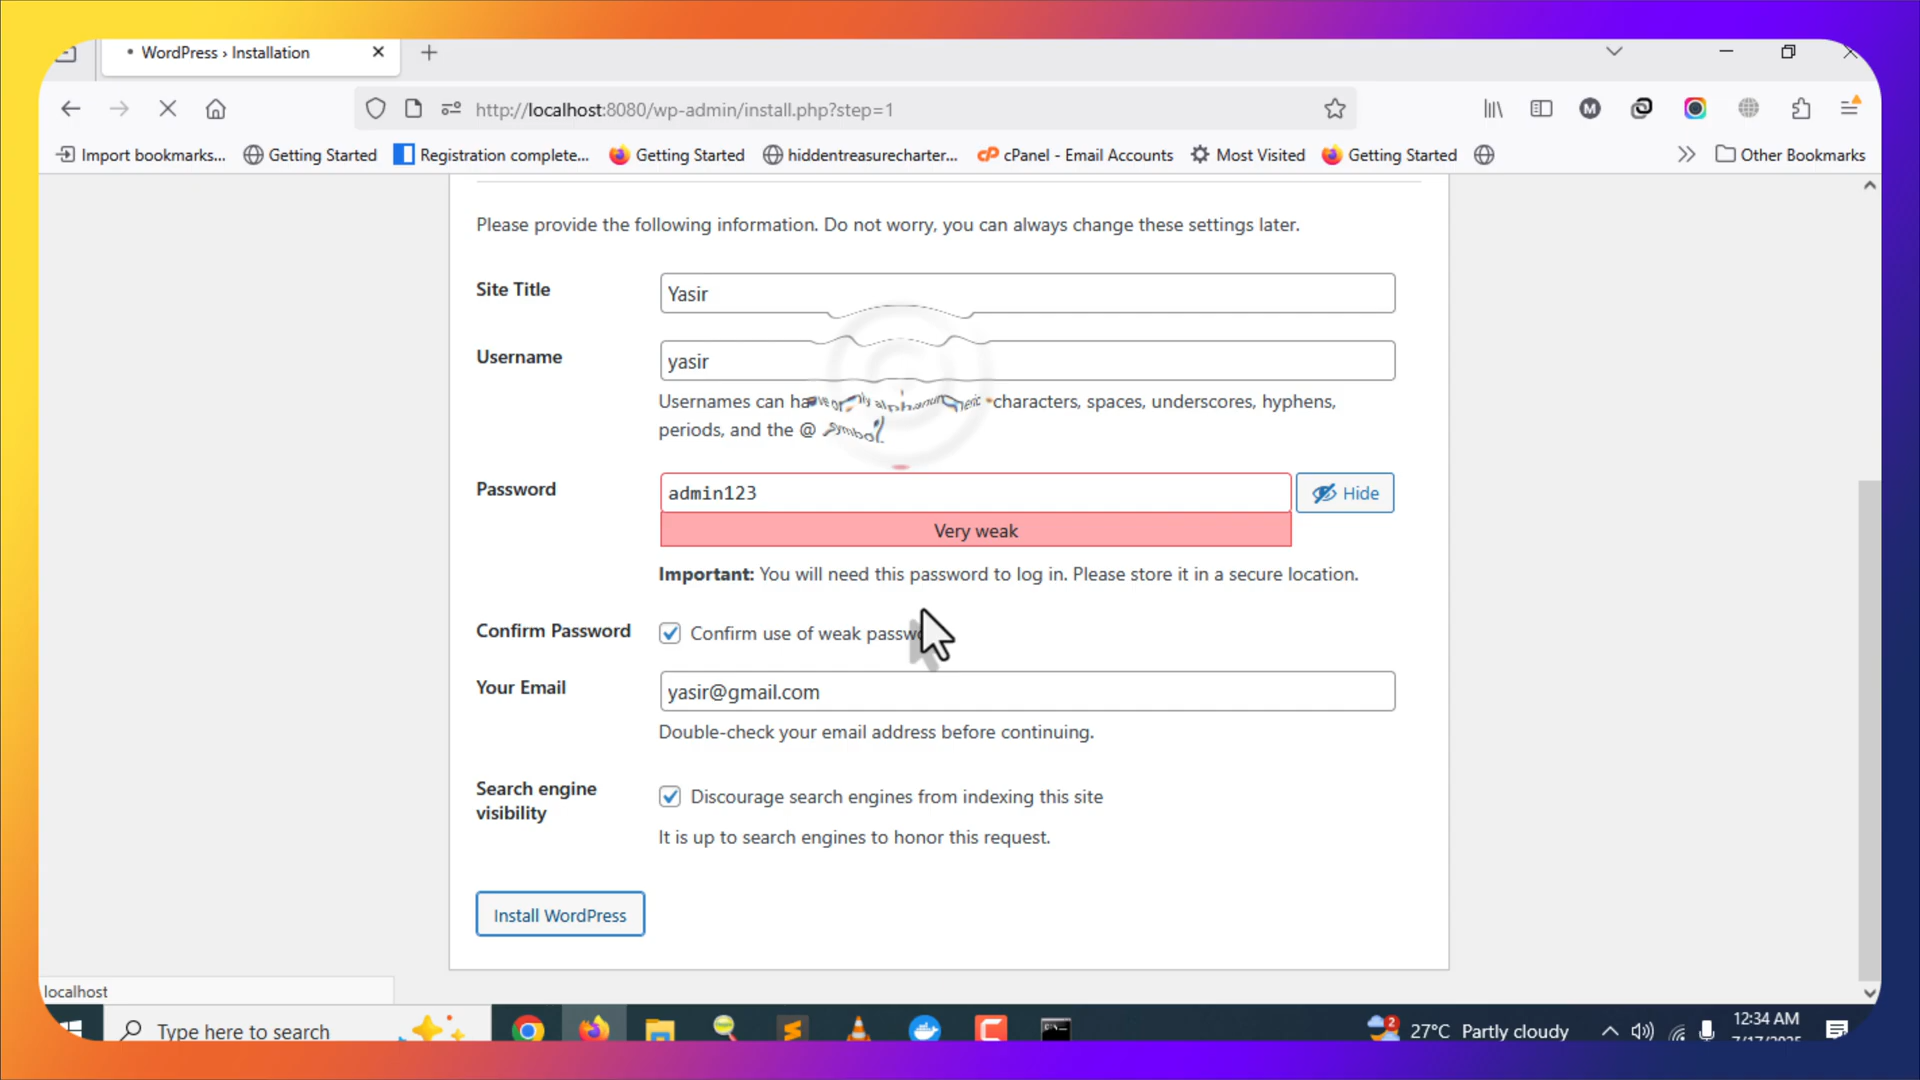 WordPress › Installation
http://localhost:8080/wp-admin/install.php?step=1
Import bookmarks...
Getting Started
Registration complete...
Getting Started
hiddentreasurecharter...
cPanel - Email Accounts
Most Visited
Getting Started
Other Bookmarks
Please provide the following information. Do not worry, you can always change these settings later.
Site Title
Yasir
Username
yasir
Usernames can have only alphanumeric characters, spaces, underscores, hyphens,
periods, and the @ symbol.
Password
admin123
Hide
Very weak
Important: You will need this password to log in. Please store it in a secure location.
Confirm Password
Confirm use of weak
Your Email
yasir@gmail.com
Double-check your email address before continuing.
Search engine
visibility
Discourage search engines from indexing this site
It is up to search engines to honor this request.
Install WordPress
localhost
Type here to search
2
27°C Partly cloudy
12:34 AM